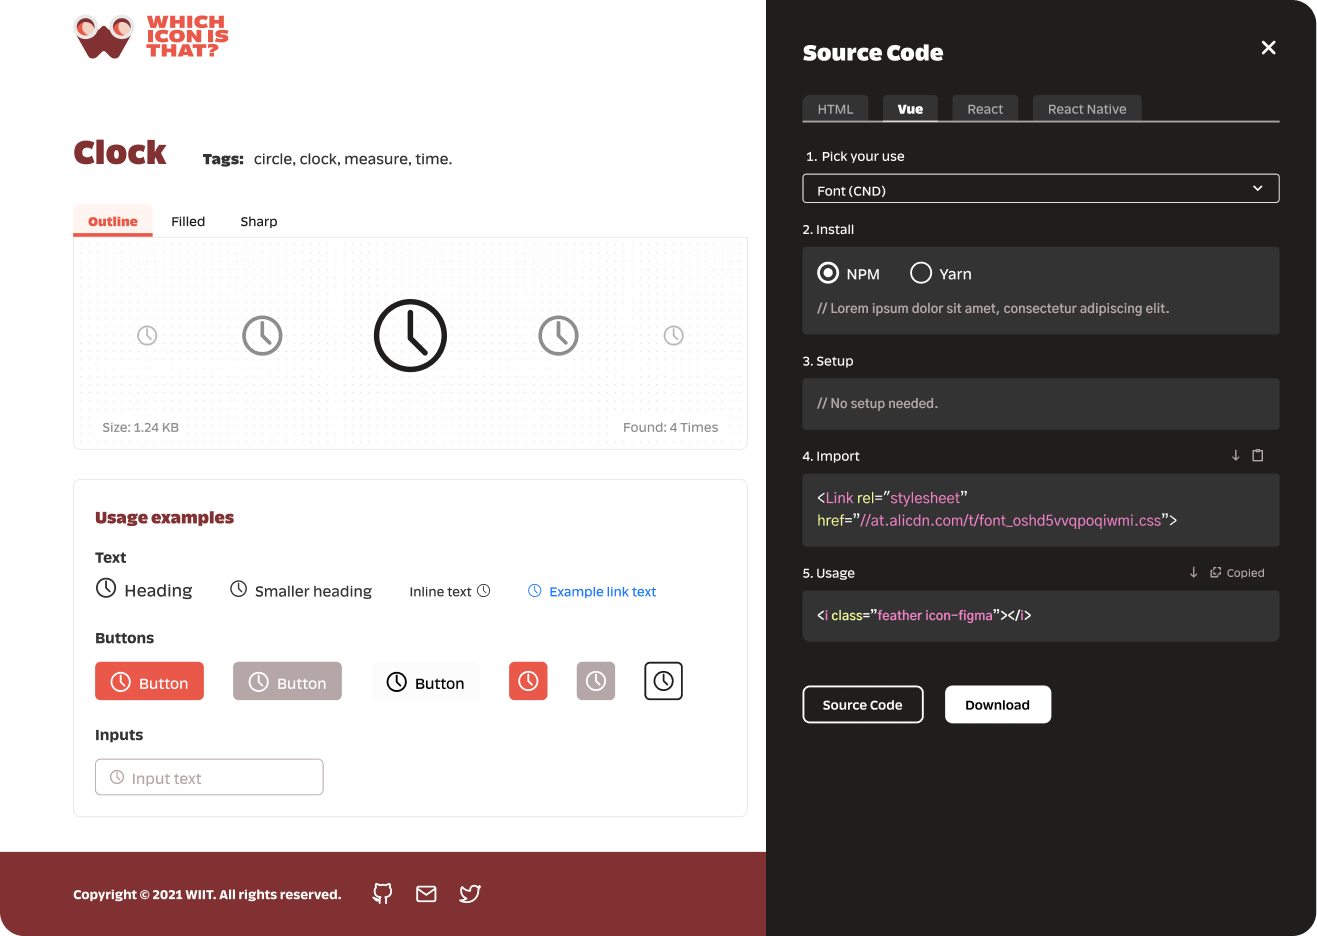 WHICH
ICON IS
THAT?
Clock
Tags: circle, clock, measure, time.
Outline
Filled
Sharp
Size: 1.24 KB
Found: 4 Times
Usage examples
Text
Heading
Smaller heading
Inline text
Example link text
Buttons
Button
Button
Button
Inputs
Input text
Copyright © 2021 WIIT. All rights reserved.
Source Code
HTML
Vue
React
React Native
1. Pick your use
Font (CND)
2. Install
NPM
Yarn
// Lorem ipsum dolor sit amet, consectetur adipiscing elit.
3. Setup
// No setup needed.
4. Import
<Link rel="stylesheet"
href="//at.alicdn.com/t/font_oshd5vvqpoqiwmi.css">
5. Usage
Copied
<i class="feather icon-figma"></i>
Source Code
Download